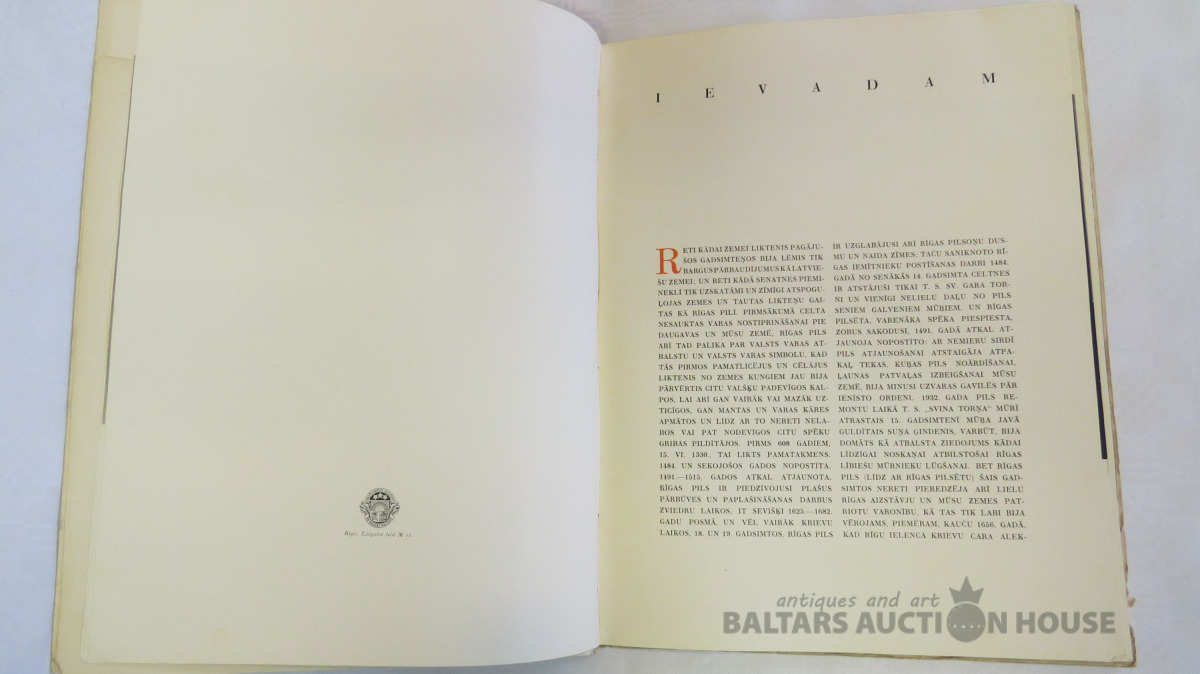 Rīgā, Latgales ielā № 11.
I E V A D A M
RETI KĀDAI ZEMEI LIKTENIS PAGĀJU-
ŠOS GADSIMTEŅOS BIJA LĒMIS TIK
BARGUS PĀRBAUDĪJUMUS KĀ LATVIE-
ŠU ZEMEI; UN RETI KĀDĀ SENATNES PIEMI-
NEKLĪ TIK UZSKATĀMI UN ZĪMĪGI ATSPOGU-
ĻOJAS ZEMES UN TAUTAS LIKTEŅU GAI-
TAS KĀ RĪGAS PILĪ. PIRMSĀKUMĀ CELTA
NESAUKTAS VARAS NOSTIPRINĀŠANAI PIE
DAUGAVAS UN MŪSU ZEMĒ, RĪGAS PILS
ARĪ TAD PALIKA PAR VALSTS VARAS AT-
BALSTU UN VALSTS VARAS SIMBOLU, KAD
TĀS PIRMOS PAMATLICĒJUS UN CĒLĀJUS
LIKTENIS NO ZEMES KUNGIEM JAU BIJA
PĀRVĒRTIS CITU VALŠĶU PADEVĪGOS KAL-
POS, LAI ARĪ GAN VAIRĀK VAI MAZĀK UZ-
TICĪGOS, GAN MANTAS UN VARAS KĀRES
APMĀTOS UN LĪDZ AR TO NERETI NELA-
BOS VAI PAT NODEVĪGOS CITU SPĒKU
GRIBAS PILDĪTĀJOS. PIRMS 608 GADIEM,
15. VI. 1330., TAI LIKTS PAMATAKMENS.
1484. UN SEKOJOŠOS GADOS NOPOSTĪTA,
1491.—1515. GADOS ATKAL ATJAUNOTA,
RĪGAS PILS IR PIEDZĪVOJUSI PLAŠUS
PĀRBŪVES UN PAPLAŠINĀŠANAS DARBUS
ZVIEDRU LAIKOS, IT SEVIŠĶI 1625.—1682.
GADU POSMĀ, UN VĒL VAIRĀK KRIEVU
LAIKOS, 18. UN 19. GADSIMTOS. RĪGAS PILS
IR UZGLABĀJUSI ARĪ RĪGAS PILSOŅU DUS-
MU UN NAIDA ZĪMES: TAČU SANIKNOTO RĪ-
GAS IEMĪTNIEKU POSTĪŠANAS DARBI 1484.
GADĀ NO SENĀKĀS 14. GADSIMTA CELTNES
IR ATSTĀJUŠI TIKAI T. S. SV. GARA TOR-
NI UN VIENĪGI NELIELU DAĻU NO PILS
SENIEM GALVENIEM MŪŖIEM. UN RĪGAS
PILSĒTA, VARENĀKA SPĒKA PIESPIESTA,
ZOBUS SAKODUSI, 1491. GADĀ ATKAL AT-
JAUNOJA NOPOSTĪTO: AR NEMIERU SIRDĪ
PILS ATJAUNOŠANAI ATSTAIGĀJA ATPA-
KAĻ TEKAS, KUŖAS PILS NOĀRDĪŠANAI,
ĻAUNAS PATVAĻAS IZBEIGŠANAI MŪSU
ZEMĒ, BIJA MINUSI UZVARAS GAVILĒS PĀR
IENĪSTO ORDENI. 1932. GADA PILS RE-
MONTU LAIKĀ T. S. „SVINA TORŅA“ MŪRĪ
ATRASTAIS 15. GADSIMTENĪ MŪŖA JAVĀ
GULDĪTAIS SUŅA ĢINDENIS, VARBŪT, BIJA
DOMĀTS KĀ ATBALSTA ZIEDOJUMS KĀDAI
LĪDZĪGAI NOSKAŅAI ATBILSTOŠAI RĪGAS
LĪBIEŠU MŪRNIEKU LŪGŠANAI. BET RĪGAS
PILS (LĪDZ AR RĪGAS PILSĒTU) ŠAIS GAD-
SIMTOS NERETI PIEREDZĒJA ARĪ LIELU
RĪGAS AIZSTĀVJU UN MŪSU ZEMES PAT-
RIOTU VARONĪBU, KĀ TAS TIK LABI BIJA
VĒROJAMS, PIEMĒRAM, KAUČU 1656. GADĀ,
KAD RĪGU IELENCA KRIEVU CARA ALEK-
antiques and art
BALTARS AUCTION HOUSE